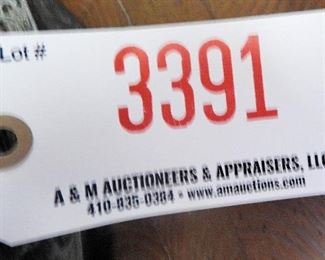 Lot #
3391
A & M AUCTIONEERS & APPRAISERS, LLC
410-835-0384 • www.amauctions.com